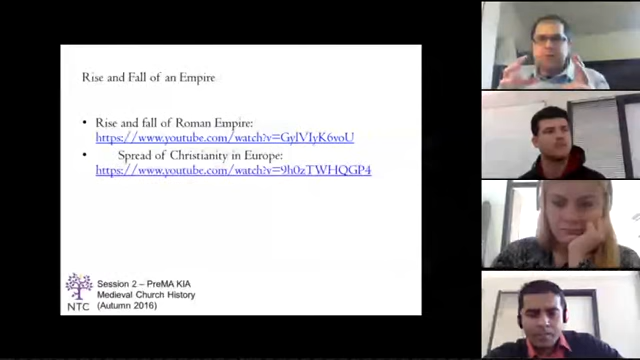 Rise and Fall of an Empire
• Rise and fall of Roman Empire:
https://www.youtube.com/watch?v=GylVIyK6voU
• Spread of Christianity in Europe:
https://www.youtube.com/watch?v=9h0zTWHQGP4
NTC
Session 2 – PreMA KIA
Medieval Church History
(Autumn 2016)